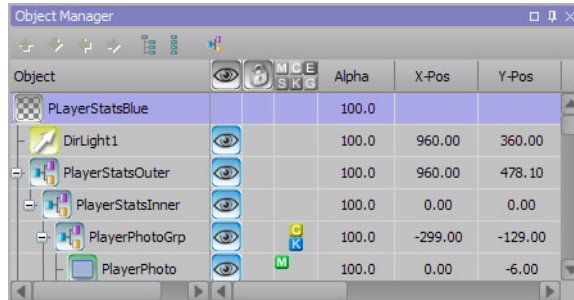 Object Manager
Object M C E S K G Alpha X-Pos Y-Pos
PLayerStatsBlue 100.0
DirLight1 100.0 960.00 360.00
PlayerStatsOuter 100.0 960.00 478.10
PlayerStatsInner 100.0 0.00 0.00
PlayerPhotoGrp C K 100.0 -299.00 -129.00
PlayerPhoto M 100.0 0.00 -6.00